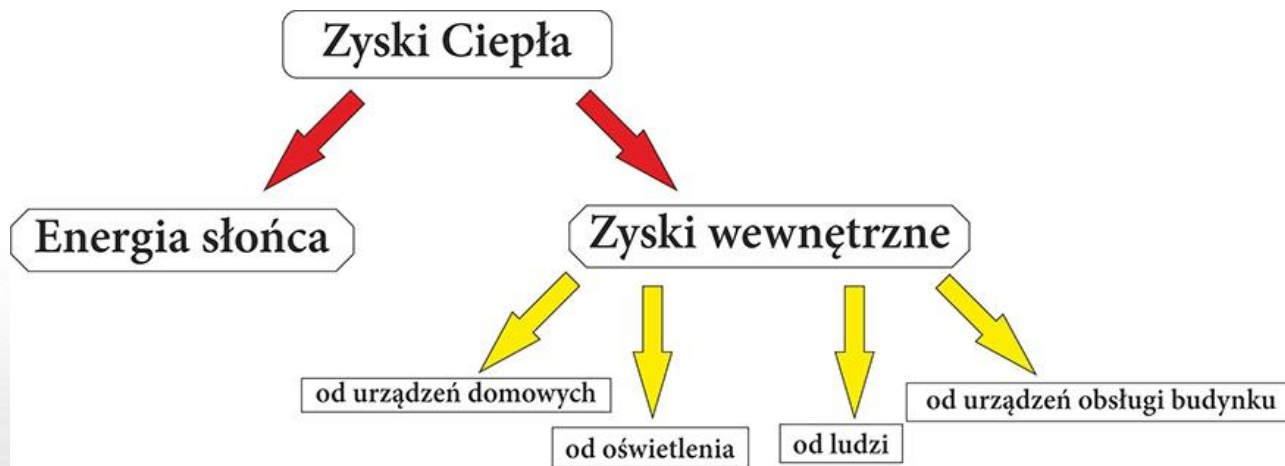 Zyski Ciepła
Energia słońca
Zyski wewnętrzne
od urządzeń domowych
od oświetlenia
od ludzi
od urządzeń obsługi budynku